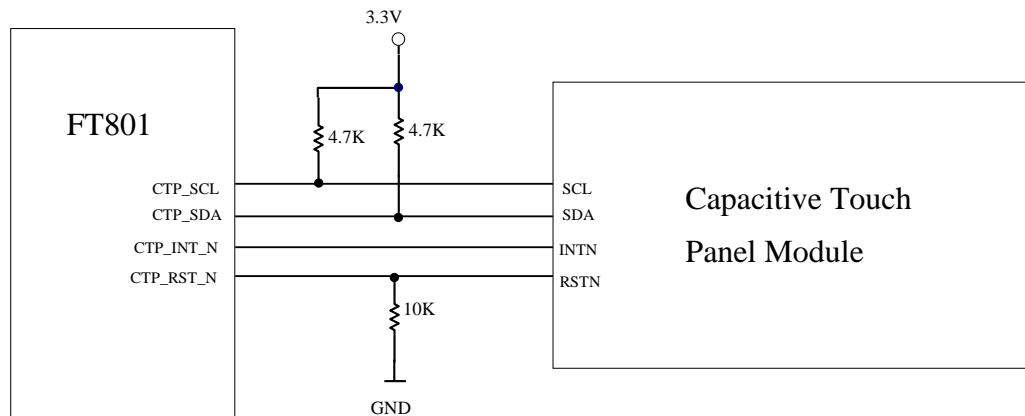 3.3V
FT801
4.7K
4.7K
CTP_SCL
SCL
CTP_SDA
SDA
CTP_INT_N
INTN
CTP_RST_N
RSTN
Capacitive Touch
Panel Module
10K
GND